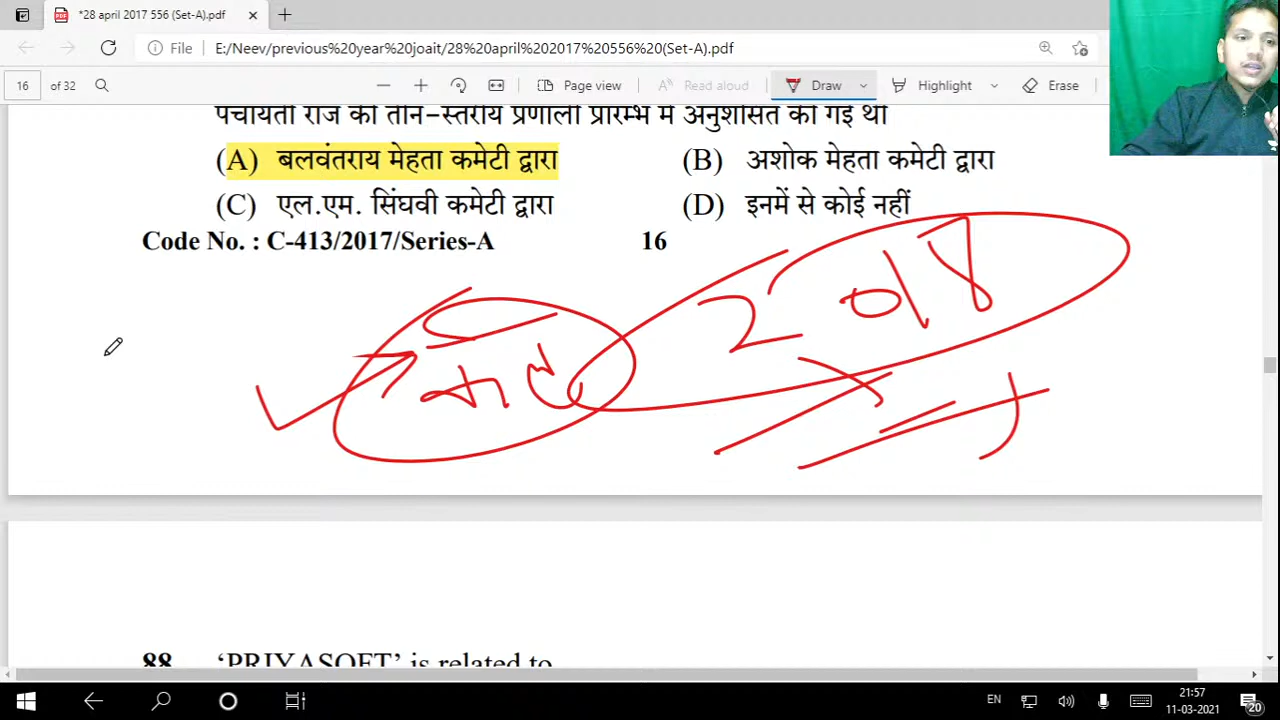 *28 april 2017 556 (Set-A).pdf
File E:/Neev/previous%20year%20joait/28%20april%202017%20556%20(Set-A).pdf
16 of 32 Page view Read aloud Draw Highlight Erase
पंचायती राज की तीन-स्तरीय प्रणाली प्रारम्भ में अनुशंसित की गई थी
(A) बलवंतराय मेहता कमेटी द्वारा (B) अशोक मेहता कमेटी द्वारा
(C) एल.एम. सिंघवी कमेटी द्वारा (D) इनमें से कोई नहीं
Code No. : C-413/2017/Series-A 16
88 'PRIYASOFT' is related to
EN 21:57
11-03-2021 20